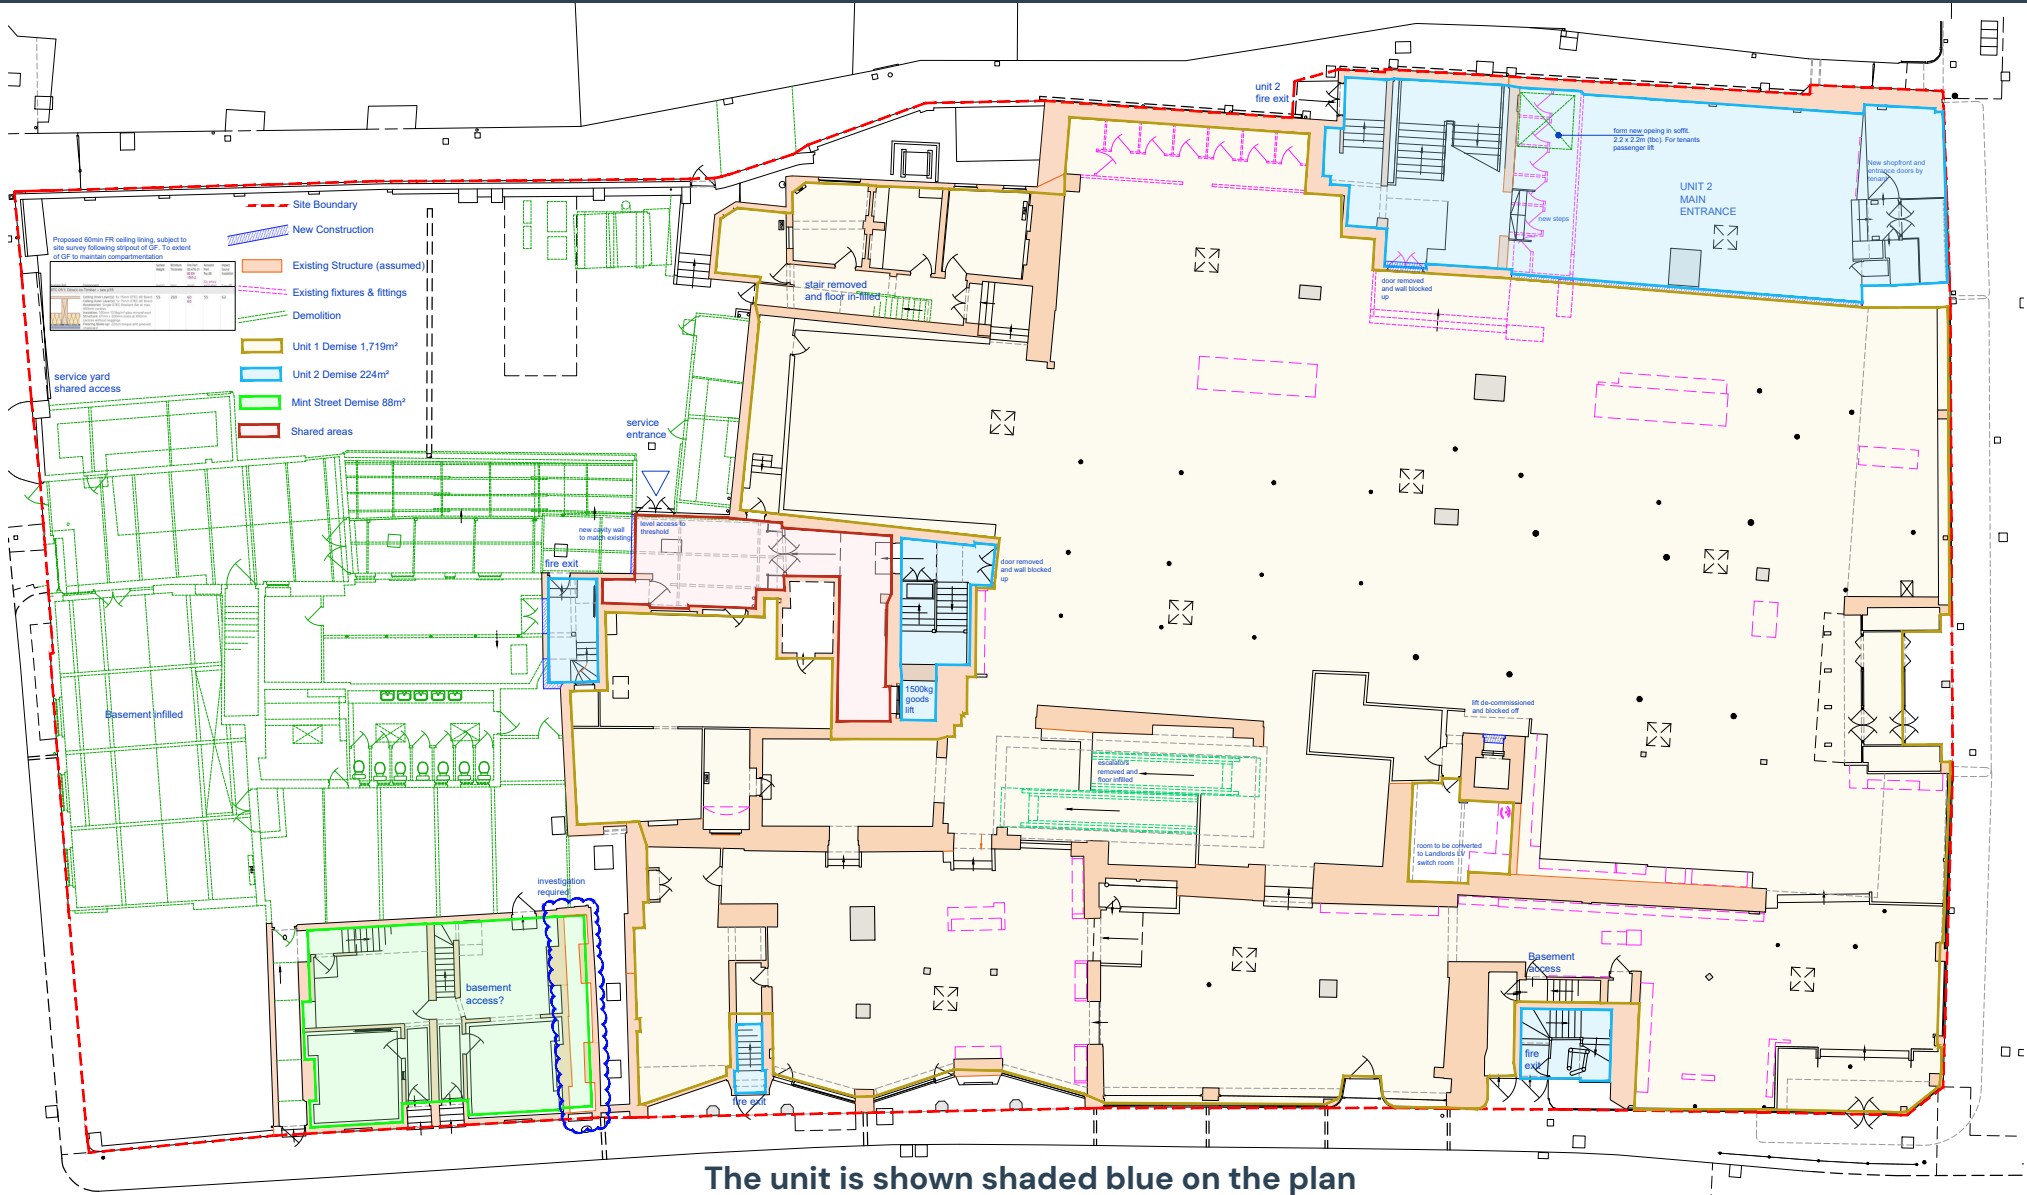 unit 2
fire exit
form new opeing in soffit.
2.2 x 2.2m (tbc). For tenants
passenger lift
New shopfront and
entrance doors by
tenant
UNIT 2
MAIN
ENTRANCE
new steps
Site Boundary
New Construction
Proposed 60min FR ceiling lining, subject to
site survey following stripout of GF. To extent
of GF to maintain compartmentation
Existing Structure (assumed)
Existing fixtures & fittings
Demolition
Unit 1 Demise 1,719m²
Unit 2 Demise 224m²
Mint Street Demise 88m²
Shared areas
stair removed
and floor in-filled
door removed
and wall blocked
up
service yard
shared access
service
entrance
new cavity wall
to match existing
level access to
threshold
fire exit
door removed
and wall blocked
up
1500kg
goods
lift
Basement infilled
lift de-commissioned
and blocked off
escalators
removed and
floor infilled
room to be converted
to Landlords LV
switch room
investigation
required
basement
access?
Basement
access
fire
exit
fire exit
The unit is shown shaded blue on the plan